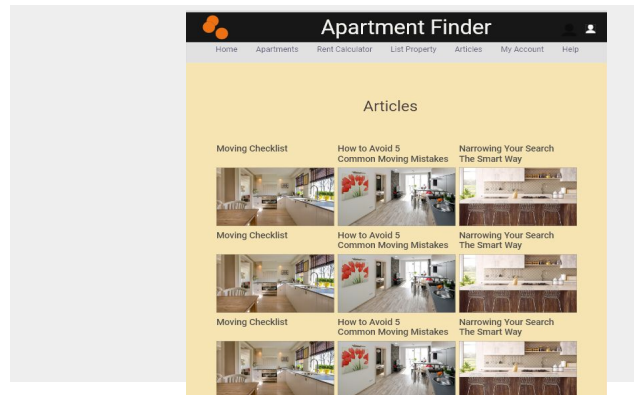 Apartment Finder
Home Apartments Rent Calculator List Property Articles My Account Help
Articles
Moving Checklist
How to Avoid 5
Common Moving Mistakes
Narrowing Your Search
The Smart Way
Moving Checklist
How to Avoid 5
Common Moving Mistakes
Narrowing Your Search
The Smart Way
Moving Checklist
How to Avoid 5
Common Moving Mistakes
Narrowing Your Search
The Smart Way